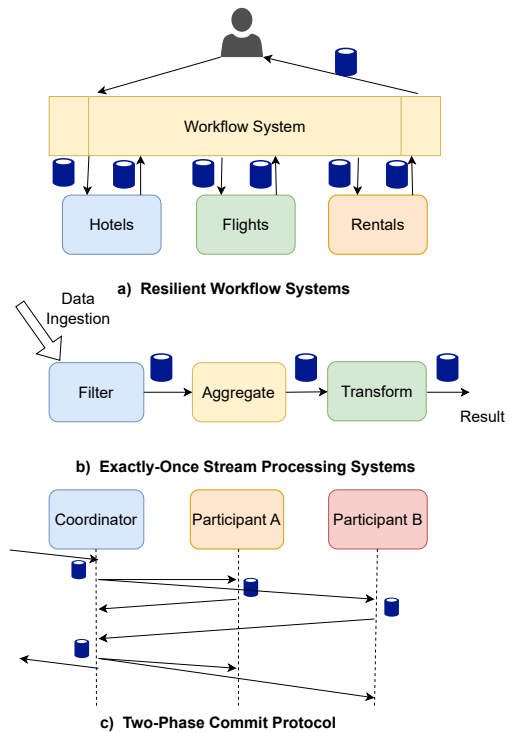 Workflow System
Hotels
Flights
Rentals
a) Resilient Workflow Systems
Data
Ingestion
Filter
Aggregate
Transform
Result
b) Exactly-Once Stream Processing Systems
Coordinator
Participant A
Participant B
c) Two-Phase Commit Protocol